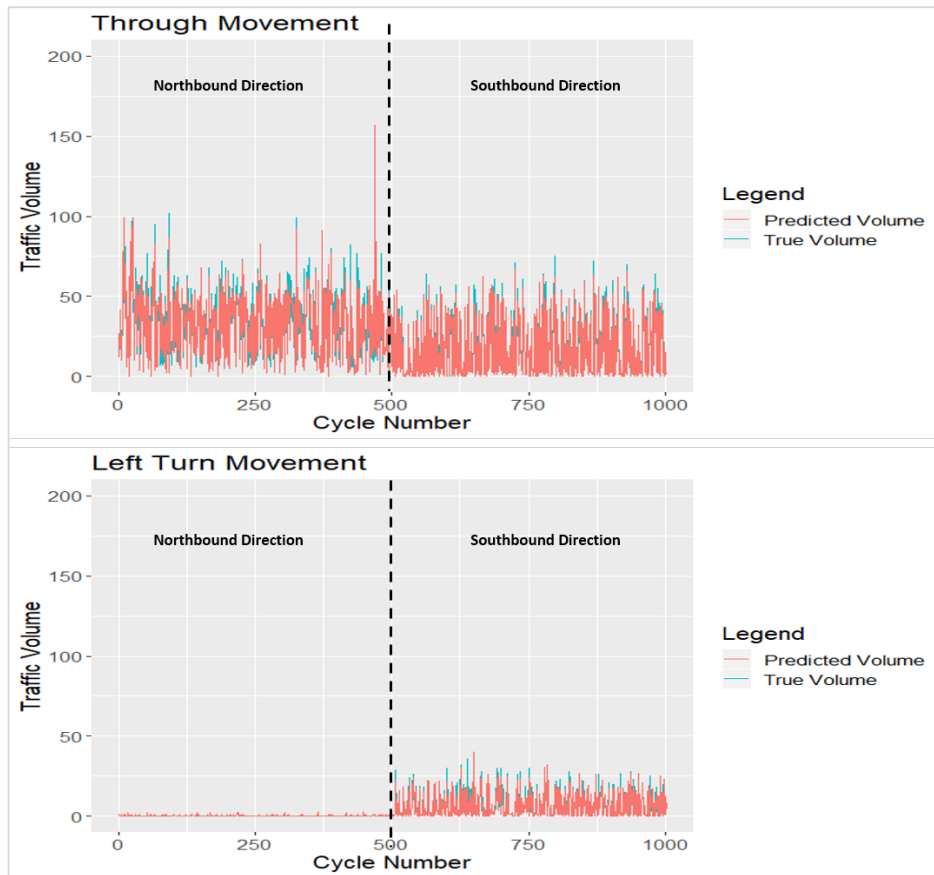 Through Movement
200
Northbound Direction
Southbound Direction
150
Traffic Volume
100
50
0
0
250
500
750
1000
Cycle Number
Legend
Predicted Volume
True Volume
Left Turn Movement
200
Northbound Direction
Southbound Direction
150
Traffic Volume
100
50
0
0
250
500
750
1000
Cycle Number
Legend
Predicted Volume
True Volume